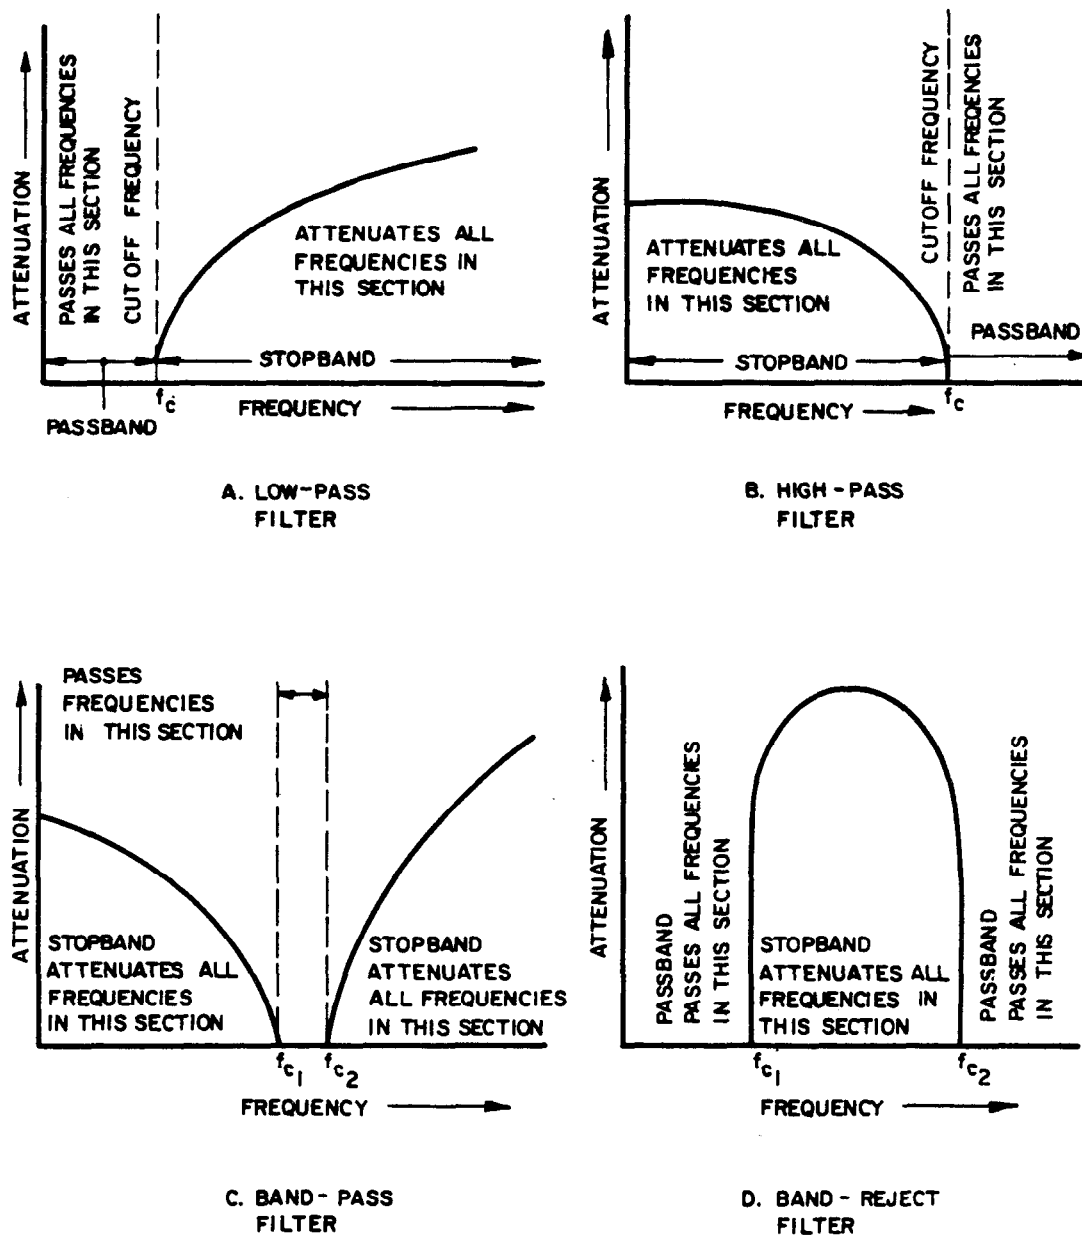 ATTENUATION
PASSES ALL FREQUENCIES
IN THIS SECTION
CUTOFF FREQUENCY
ATTENUATES ALL
FREQUENCIES IN
THIS SECTION
STOPBAND
fc
FREQUENCY
PASSBAND
A. LOW-PASS
FILTER
ATTENUATION
ATTENUATES ALL
FREQUENCIES
IN THIS SECTION
CUTOFF FREQUENCY
PASSES ALL FREQENCIES
IN THIS SECTION
PASSBAND
STOPBAND
fc
FREQUENCY
B. HIGH-PASS
FILTER
PASSES
FREQUENCIES
IN THIS SECTION
ATTENUATION
STOPBAND
ATTENUATES ALL
FREQUENCIES
IN THIS SECTION
STOPBAND
ATTENUATES
ALL FREQUENCIES
IN THIS SECTION
fc1
fc2
FREQUENCY
C. BAND-PASS
FILTER
ATTENUATION
PASSBAND
PASSES ALL FREQUENCIES
IN THIS SECTION
STOPBAND
ATTENUATES ALL
FREQUENCIES IN
THIS SECTION
PASSBAND
PASSES ALL FREQUENCIES
IN THIS SECTION
fc1
fc2
FREQUENCY
D. BAND-REJECT
FILTER